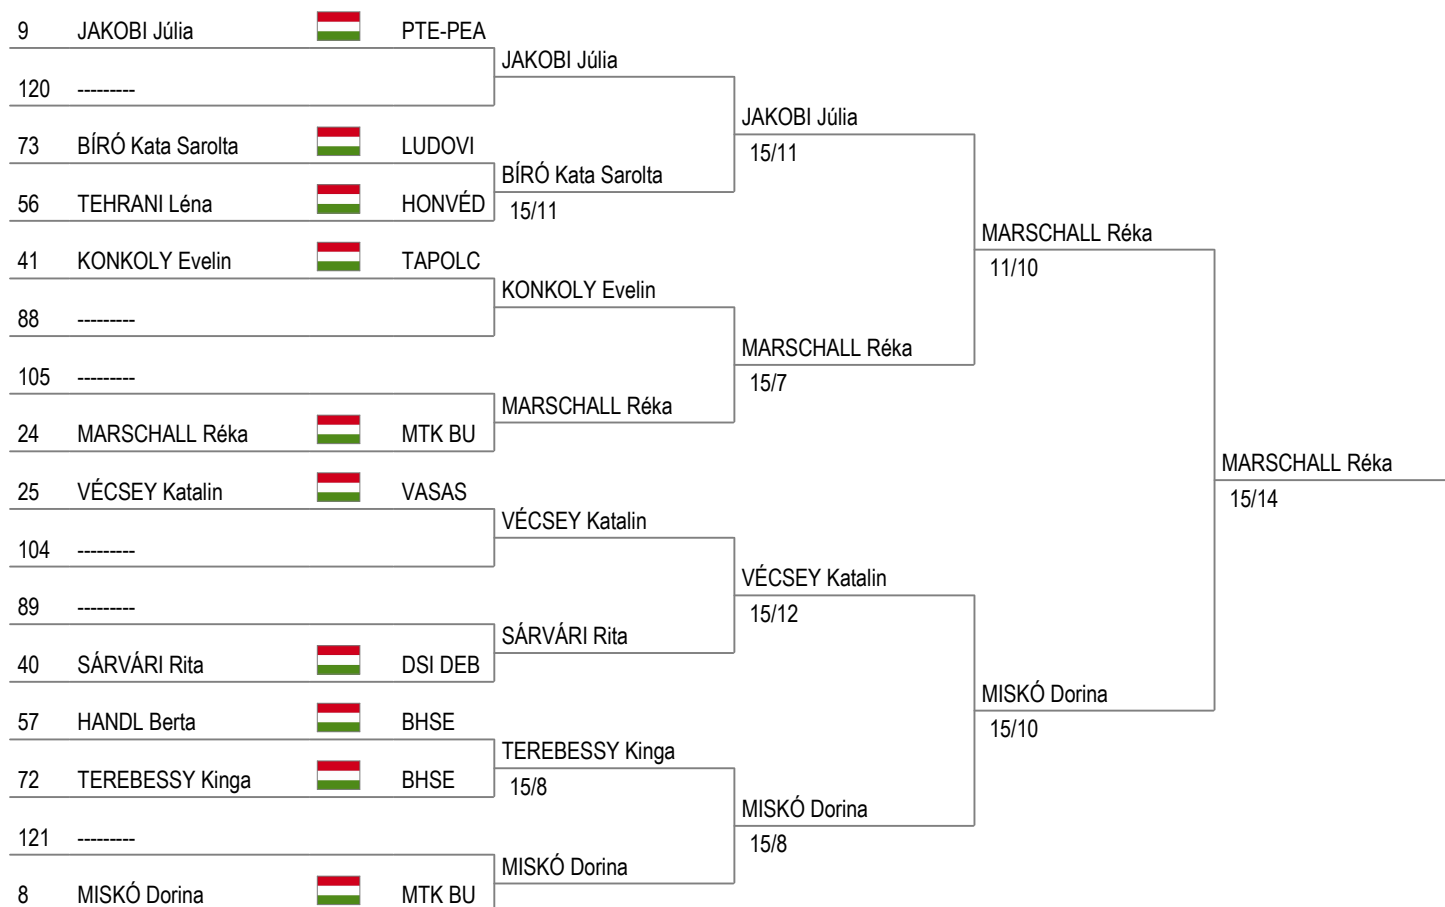 9 JAKOBI Júlia PTE-PEA
JAKOBI Júlia
120 ---------
JAKOBI Júlia
15/11
73 BÍRÓ Kata Sarolta LUDOVI
BÍRÓ Kata Sarolta
15/11
56 TEHRANI Léna HONVÉD
MARSCHALL Réka
11/10
41 KONKOLY Evelin TAPOLC
KONKOLY Evelin
88 ---------
MARSCHALL Réka
15/7
105 ---------
MARSCHALL Réka
24 MARSCHALL Réka MTK BU
MARSCHALL Réka
15/14
25 VÉCSEY Katalin VASAS
VÉCSEY Katalin
104 ---------
VÉCSEY Katalin
15/12
89 ---------
SÁRVÁRI Rita
40 SÁRVÁRI Rita DSI DEB
MISKÓ Dorina
15/10
57 HANDL Berta BHSE
TEREBESSY Kinga
15/8
72 TEREBESSY Kinga BHSE
MISKÓ Dorina
15/8
121 ---------
MISKÓ Dorina
8 MISKÓ Dorina MTK BU